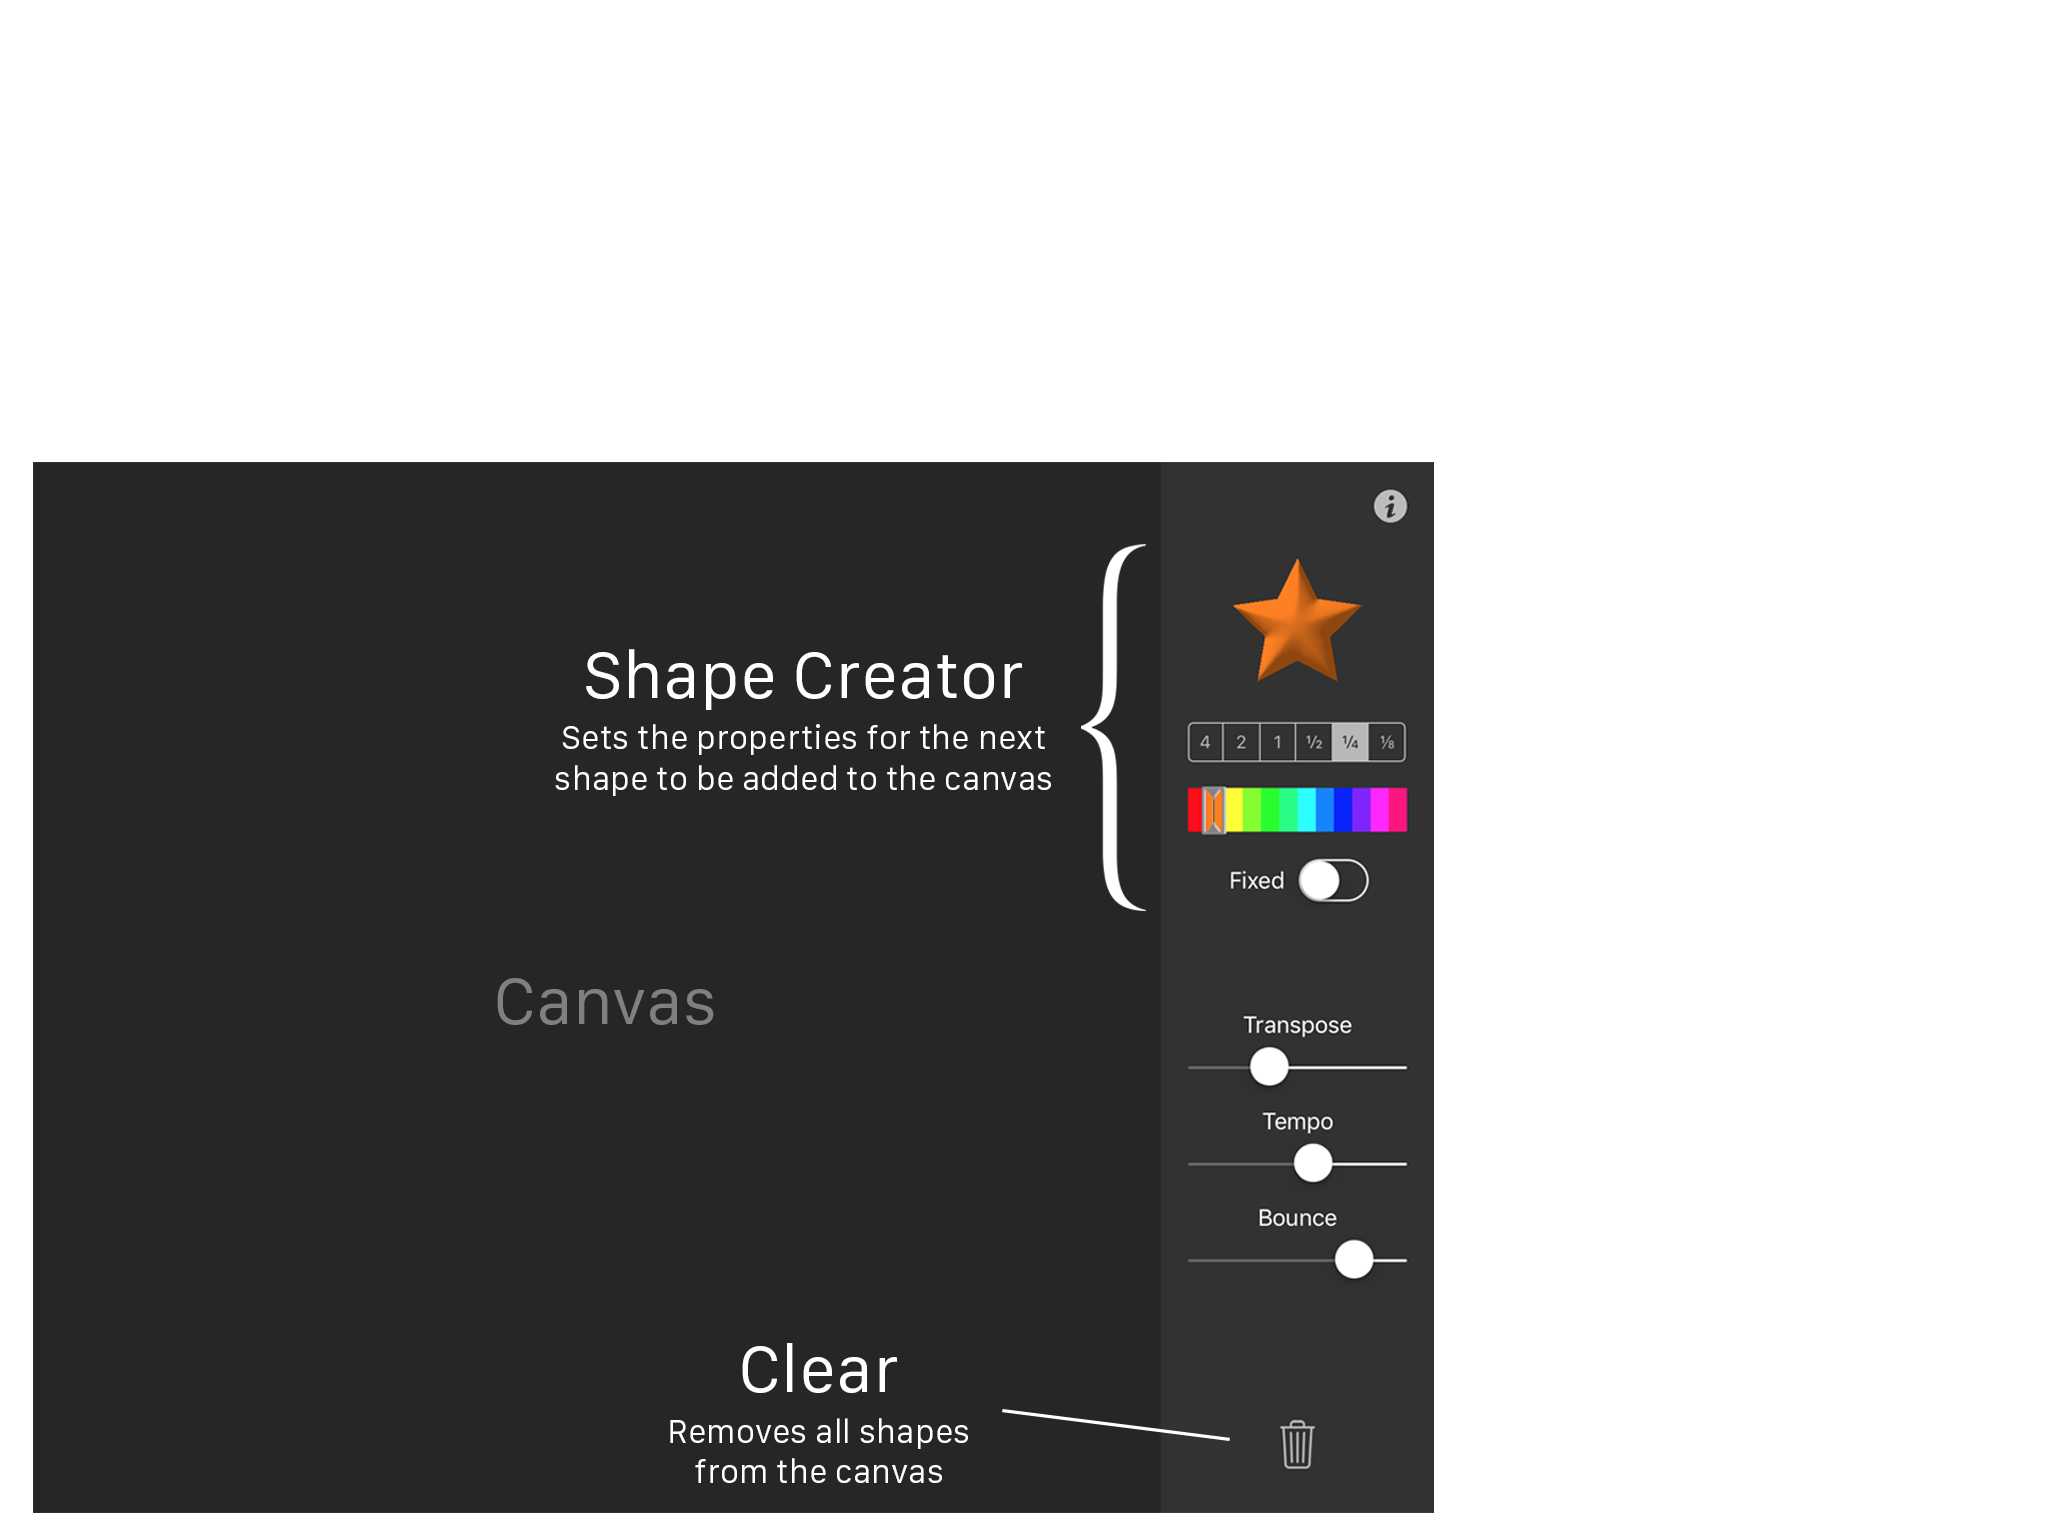 i
Shape Creator
Sets the properties for the next
shape to be added to the canvas
4 2 1 ½ ¼ ⅛
Fixed
Canvas
Transpose
Tempo
Bounce
Clear
Removes all shapes
from the canvas